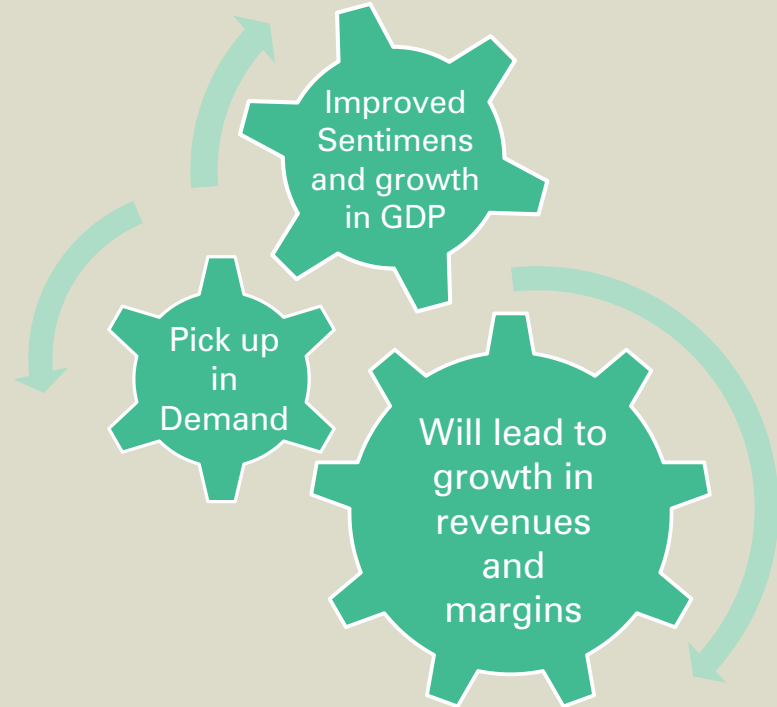 Improved
Sentimens
and growth
in GDP
Pick up
in
Demand
Will lead to
growth in
revenues
and
margins